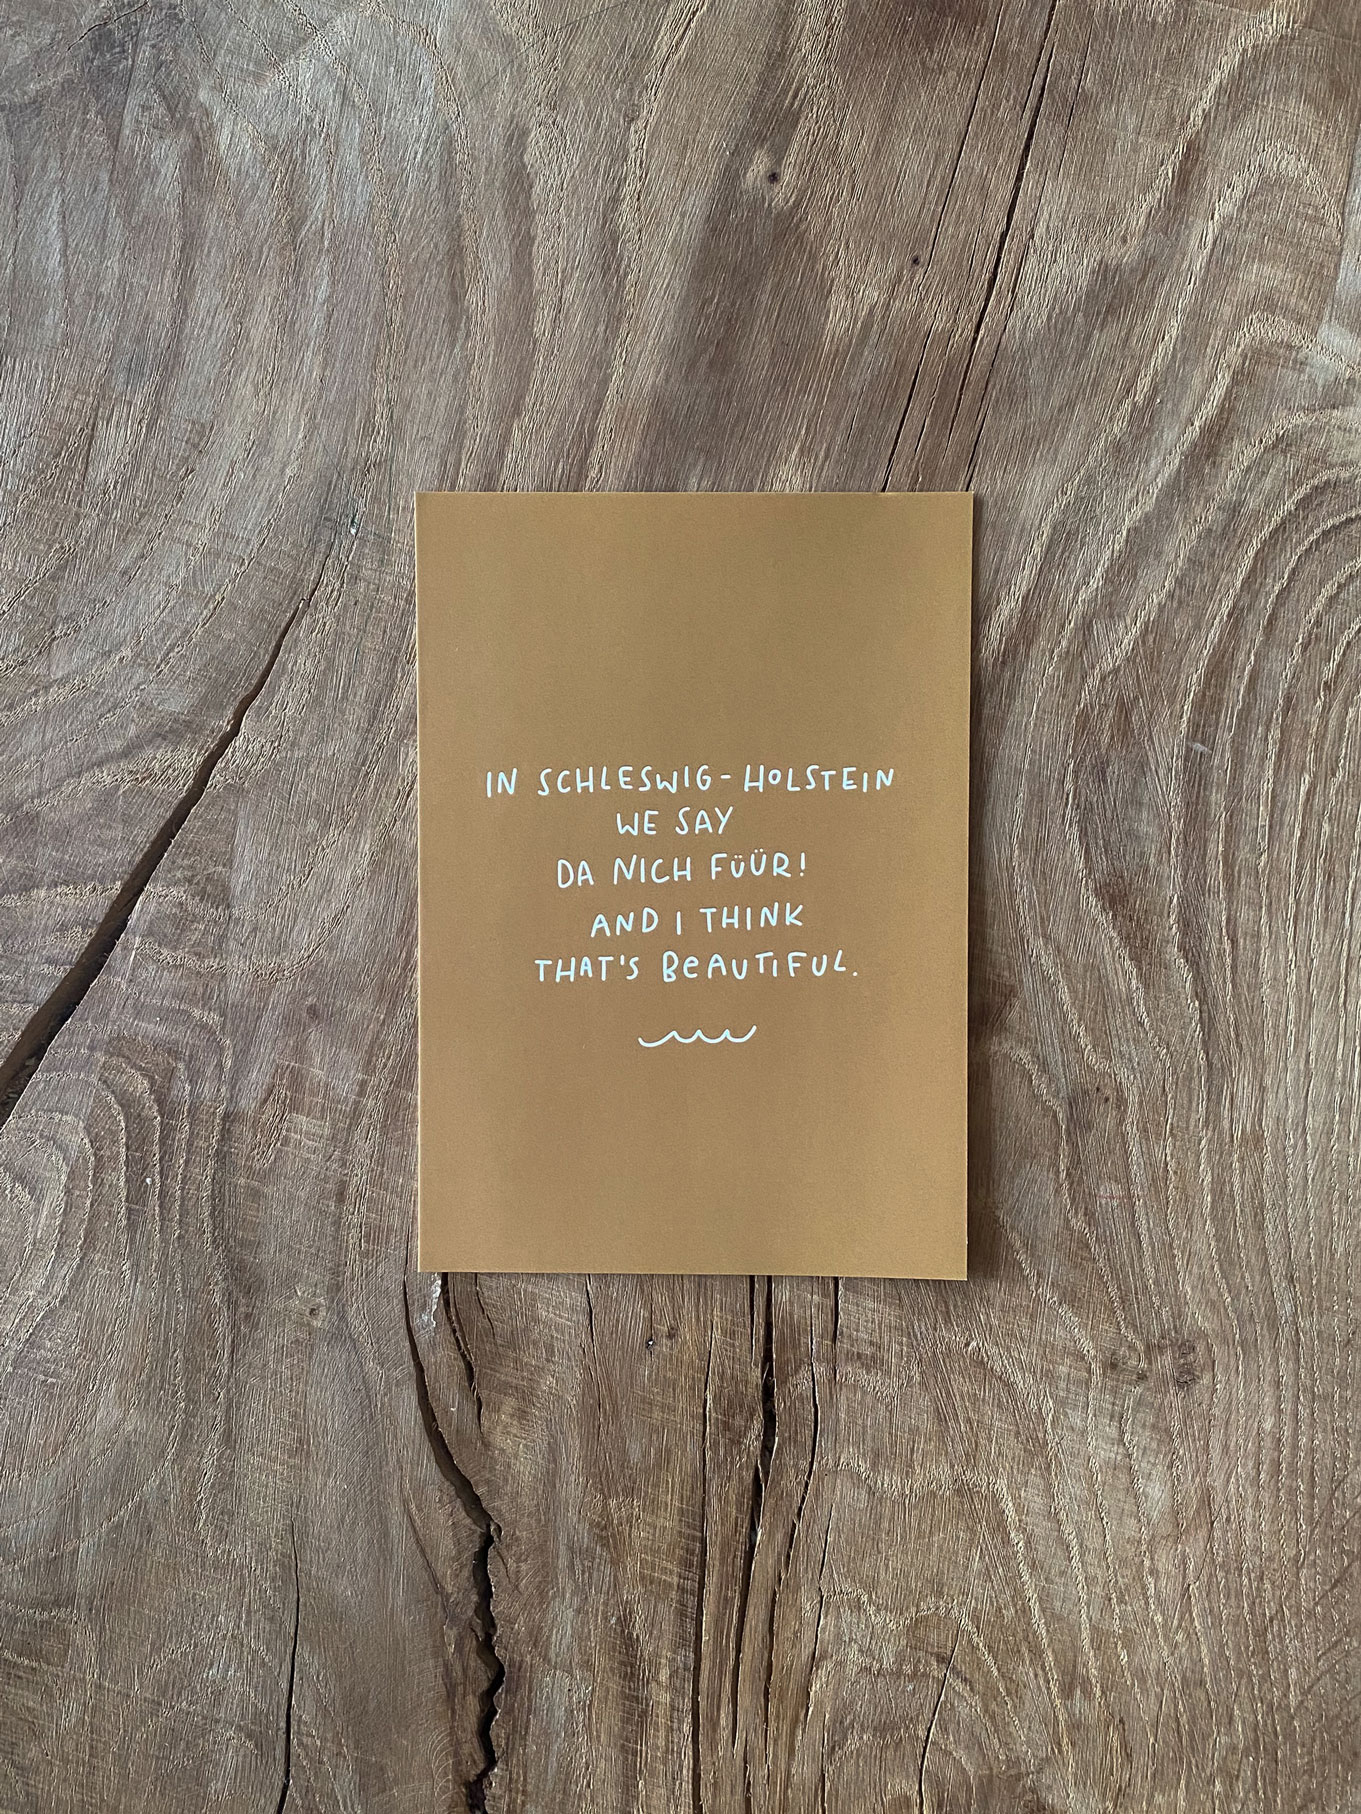 IN SCHLESWIG-HOLSTEIN
WE SAY
DA NICH FÜÜR!
AND I THINK
THAT'S BEAUTIFUL.